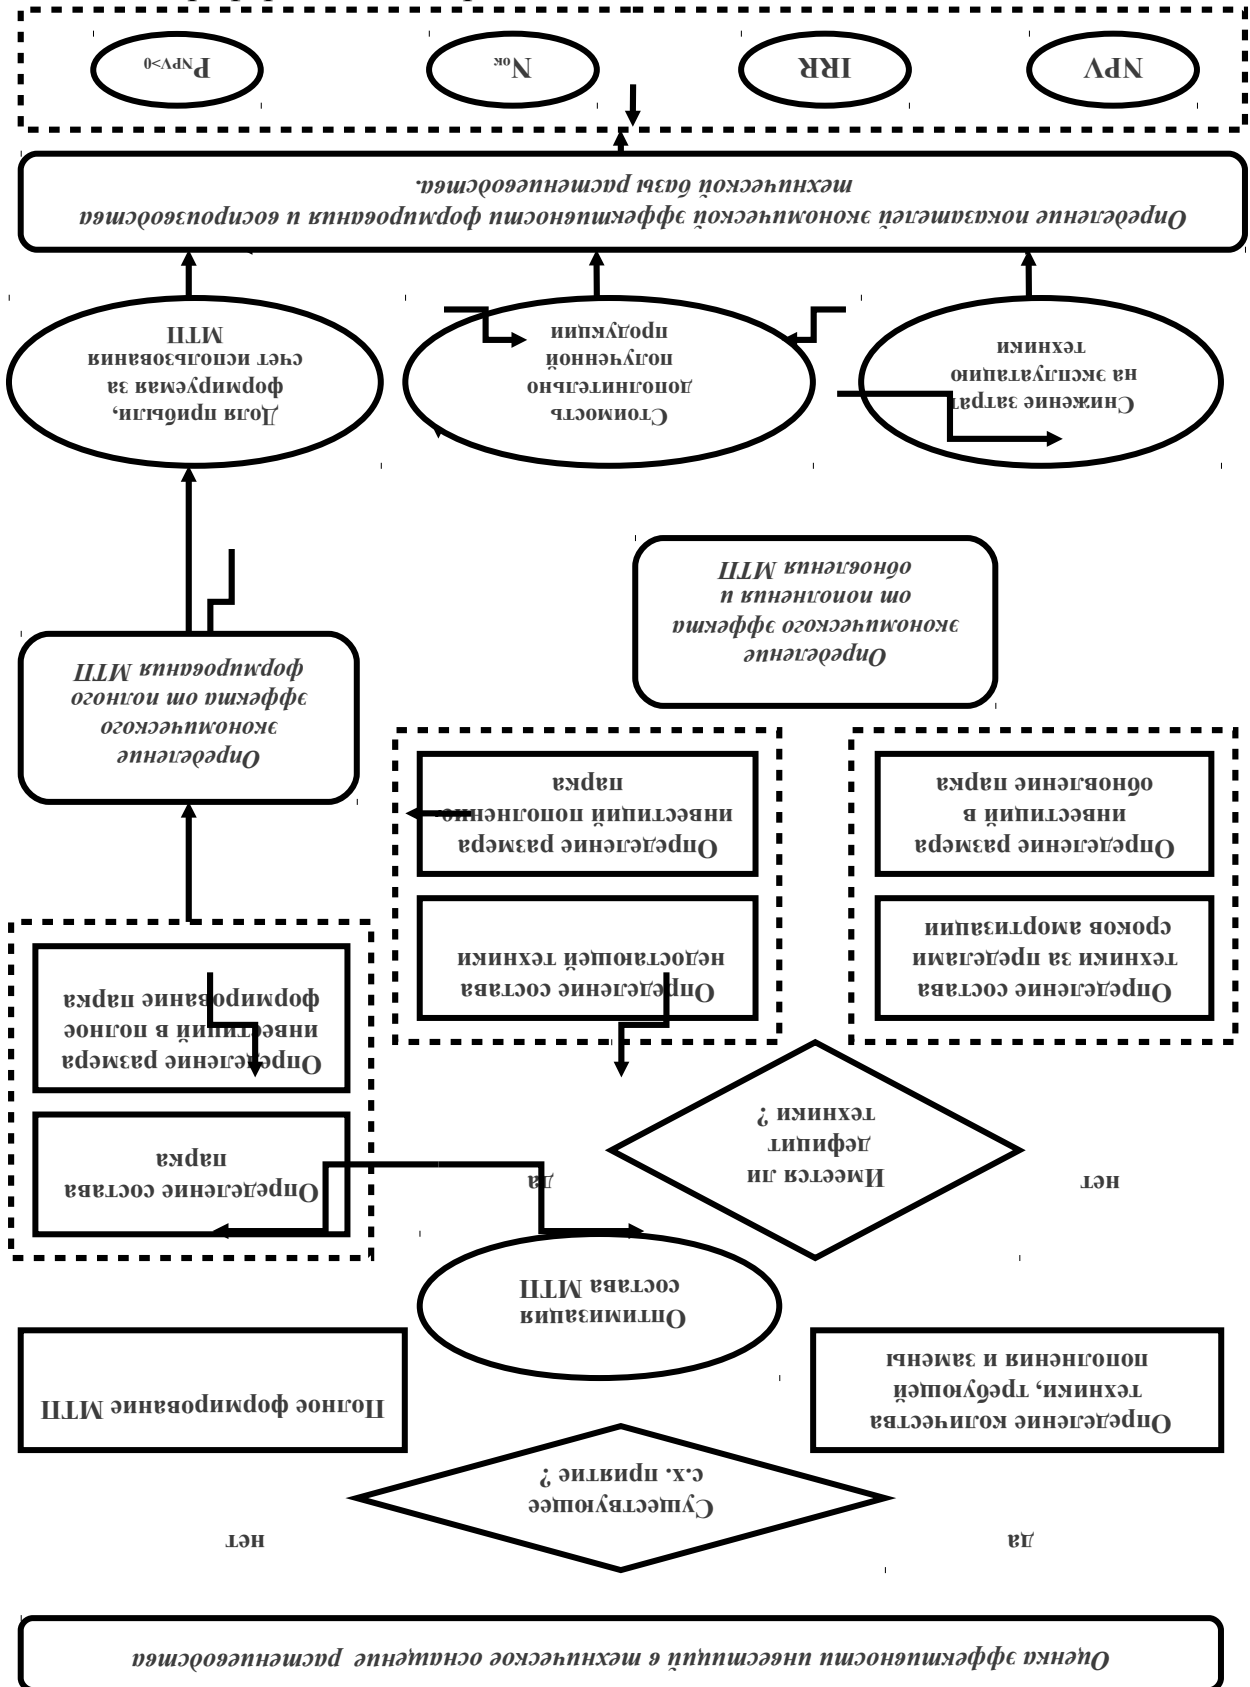 Оценка эффективности инвестиций в техническое оснащение растениеводства
да
нет
Существующее
с.х. приятие ?
Определение количества
техники, требующей
пополнения и замены
Оптимизация
состава МТП
Полное формирование МТП
нет
Имеется ли
дефицит
техники ?
да
Определение состава
парка
Определение размера
инвестиций в полное
формирование парка
Определение состава
техники за пределами
сроков амортизации
Определение размера
инвестиций в
обновление парка
Определение состава
недостающей техники
Определение размера
инвестиций пополнение
парка
Определение
экономического
эффекта от полного
формирования МТП
Определение
экономического эффекта
от пополнения и
обновления МТП
Снижение затрат
на эксплуатацию
техники
Стоимость
дополнительно
полученной
продукции
Доля прибыли,
формируемая за
счет использования
МТП
Определение показателей экономической эффективности формирования и воспроизводства
технической базы растениеводства.
NPV
IRR
Nок
PNPV>0